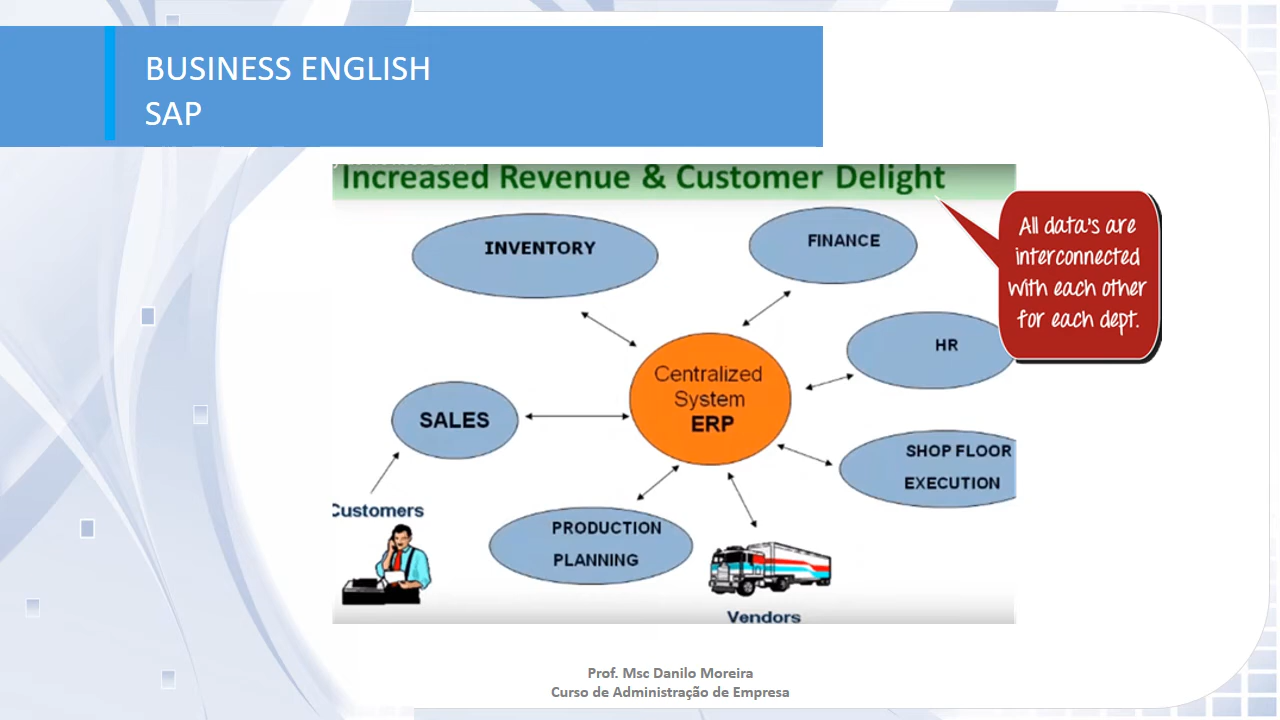 BUSINESS ENGLISH
SAP
Increased Revenue & Customer Delight
All data's are
interconnected
with each other
for each dept.
INVENTORY
FINANCE
HR
Centralized
System
ERP
SALES
SHOP FLOOR
EXECUTION
Customers
PRODUCTION
PLANNING
Vendors
Prof. Msc Danilo Moreira
Curso de Administração de Empresa